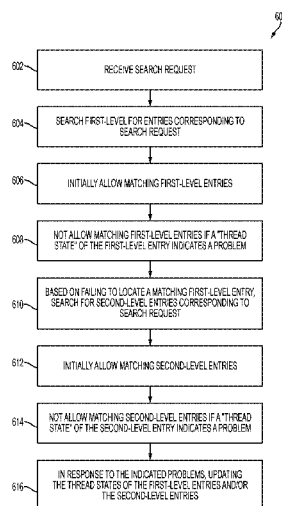 60
602
RECEIVE SEARCH REQUEST
604
SEARCH FIRST-LEVEL FOR ENTRIES CORRESPONDING TO
SEARCH REQUEST
606
INITIALLY ALLOW MATCHING FIRST-LEVEL ENTRIES
608
NOT ALLOW MATCHING FIRST-LEVEL ENTRIES IF A "THREAD
STATE" OF THE FIRST-LEVEL ENTRY INDICATES A PROBLEM
610
BASED ON FAILING TO LOCATE A MATCHING FIRST-LEVEL ENTRY,
SEARCH FOR SECOND-LEVEL ENTRIES CORRESPONDING TO
SEARCH REQUEST
612
INITIALLY ALLOW MATCHING SECOND-LEVEL ENTRIES
614
NOT ALLOW MATCHING SECOND-LEVEL ENTRIES IF A "THREAD
STATE" OF THE SECOND-LEVEL ENTRY INDICATES A PROBLEM
616
IN RESPONSE TO THE INDICATED PROBLEMS, UPDATING
THE THREAD STATES OF THE FIRST-LEVEL ENTRIES AND/OR
THE SECOND-LEVEL ENTRIES